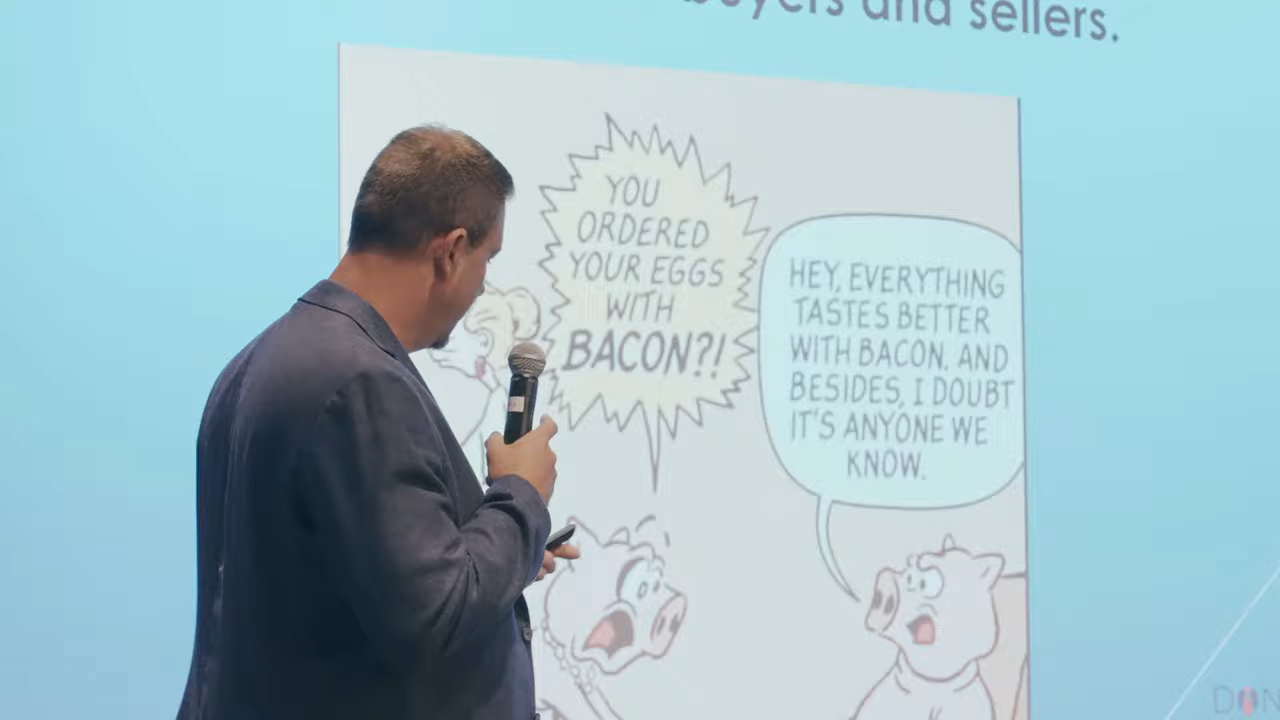 buyers and sellers.
YOU
ORDERED
YOUR EGGS
WITH
BACON?!
HEY, EVERYTHING
TASTES BETTER
WITH BACON. AND
BESIDES, I DOUBT
IT'S ANYONE WE
KNOW.